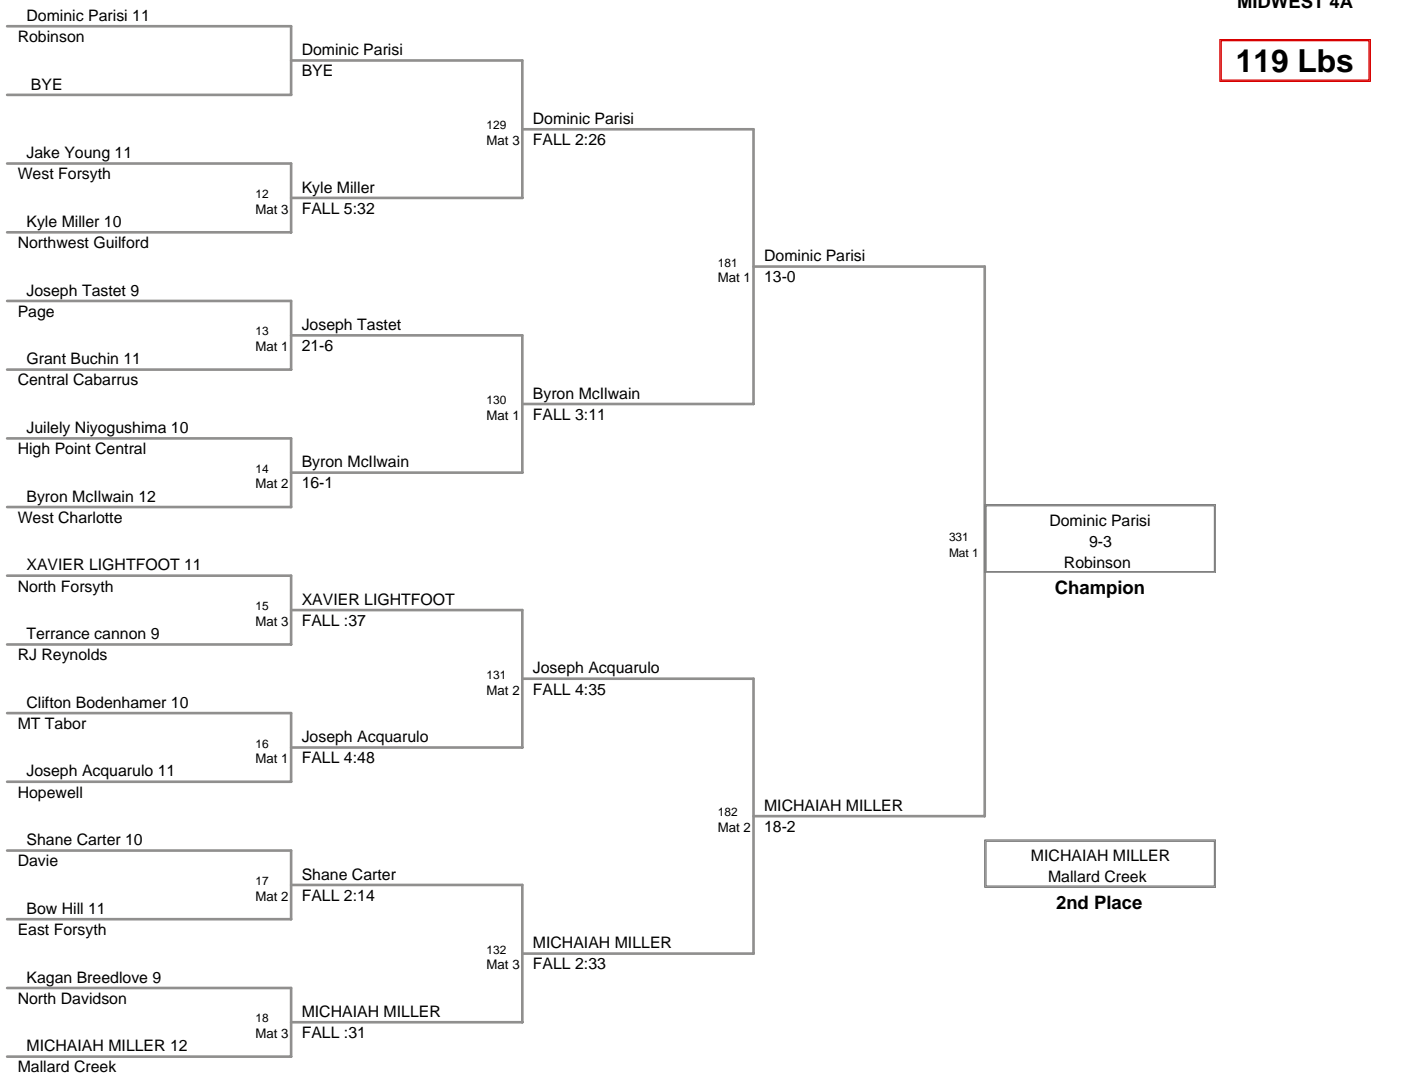 MIDWEST 4A
119 Lbs
Dominic Parisi 11
Robinson
BYE
Jake Young 11
West Forsyth
Kyle Miller 10
Northwest Guilford
Joseph Tastet 9
Page
Grant Buchin 11
Central Cabarrus
Juilely Niyogushima 10
High Point Central
Byron McIlwain 12
West Charlotte
XAVIER LIGHTFOOT 11
North Forsyth
Terrance cannon 9
RJ Reynolds
Clifton Bodenhamer 10
MT Tabor
Joseph Acquarulo 11
Hopewell
Shane Carter 10
Davie
Bow Hill 11
East Forsyth
Kagan Breedlove 9
North Davidson
MICHAIAH MILLER 12
Mallard Creek
Dominic Parisi
BYE
12
Mat 3
Kyle Miller
FALL 5:32
13
Mat 1
Joseph Tastet
21-6
14
Mat 2
Byron McIlwain
16-1
15
Mat 3
XAVIER LIGHTFOOT
FALL :37
16
Mat 1
Joseph Acquarulo
FALL 4:48
17
Mat 2
Shane Carter
FALL 2:14
18
Mat 3
MICHAIAH MILLER
FALL :31
129
Mat 3
Dominic Parisi
FALL 2:26
130
Mat 1
Byron McIlwain
FALL 3:11
131
Mat 2
Joseph Acquarulo
FALL 4:35
132
Mat 3
MICHAIAH MILLER
FALL 2:33
181
Mat 1
Dominic Parisi
13-0
182
Mat 2
MICHAIAH MILLER
18-2
331
Mat 1
Dominic Parisi
9-3
Robinson
Champion
MICHAIAH MILLER
Mallard Creek
2nd Place